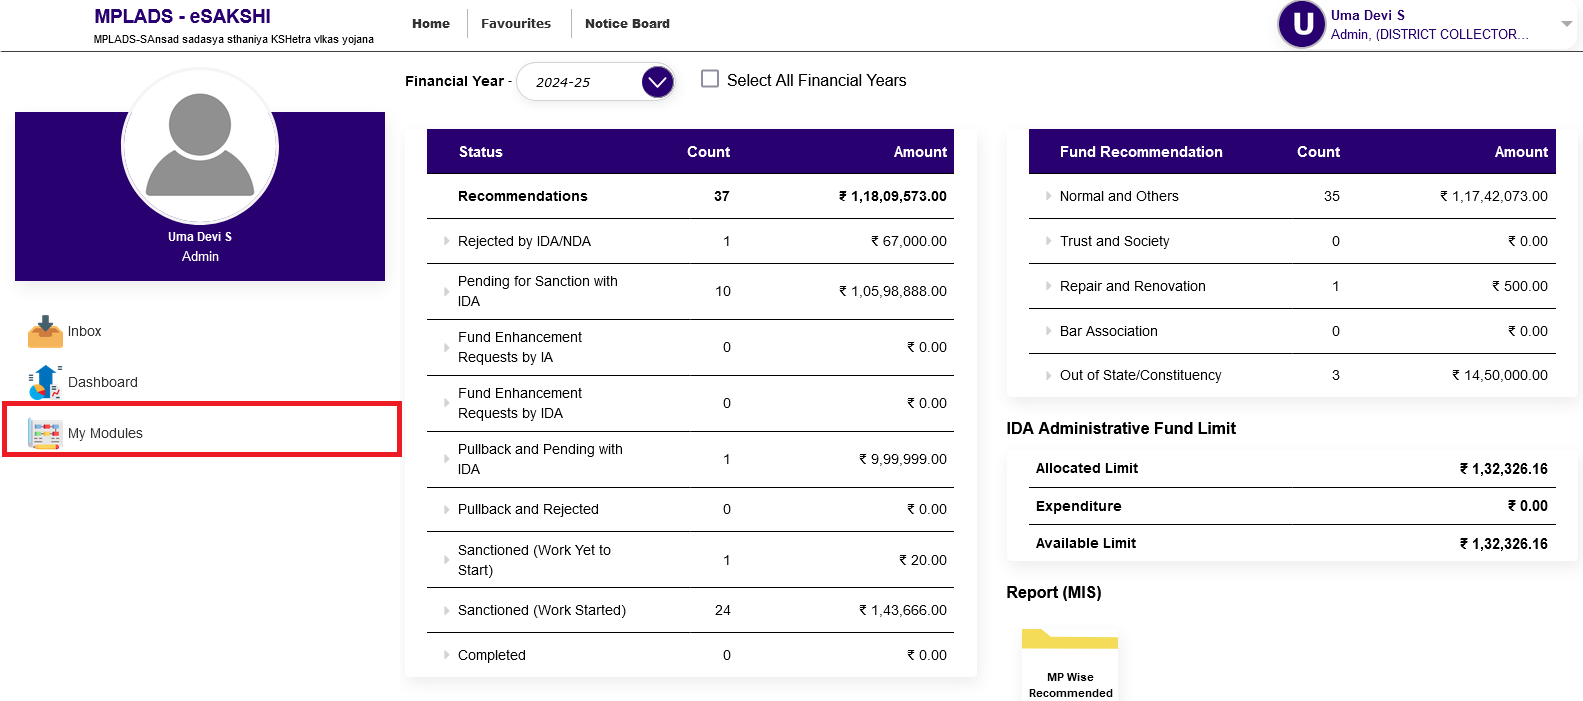 MPLADS - eSAKSHI
MPLADS-SAnsad sadasya sthaniya KSHetra vIkas yojana
Home
Favourites
Notice Board
U
Uma Devi S
Admin, (DISTRICT COLLECTOR...
Financial Year - 2024-25
Select All Financial Years
Uma Devi S
Admin
Inbox
Dashboard
My Modules
Status Count Amount
Recommendations 37 ₹ 1,18,09,573.00
Rejected by IDA/NDA 1 ₹ 67,000.00
Pending for Sanction with
IDA 10 ₹ 1,05,98,888.00
Fund Enhancement
Requests by IA 0 ₹ 0.00
Fund Enhancement
Requests by IDA 0 ₹ 0.00
Pullback and Pending with
IDA 1 ₹ 9,99,999.00
Pullback and Rejected 0 ₹ 0.00
Sanctioned (Work Yet to
Start) 1 ₹ 20.00
Sanctioned (Work Started) 24 ₹ 1,43,666.00
Completed 0 ₹ 0.00
Fund Recommendation Count Amount
Normal and Others 35 ₹ 1,17,42,073.00
Trust and Society 0 ₹ 0.00
Repair and Renovation 1 ₹ 500.00
Bar Association 0 ₹ 0.00
Out of State/Constituency 3 ₹ 14,50,000.00
IDA Administrative Fund Limit
Allocated Limit ₹ 1,32,326.16
Expenditure ₹ 0.00
Available Limit ₹ 1,32,326.16
Report (MIS)
MP Wise
Recommended